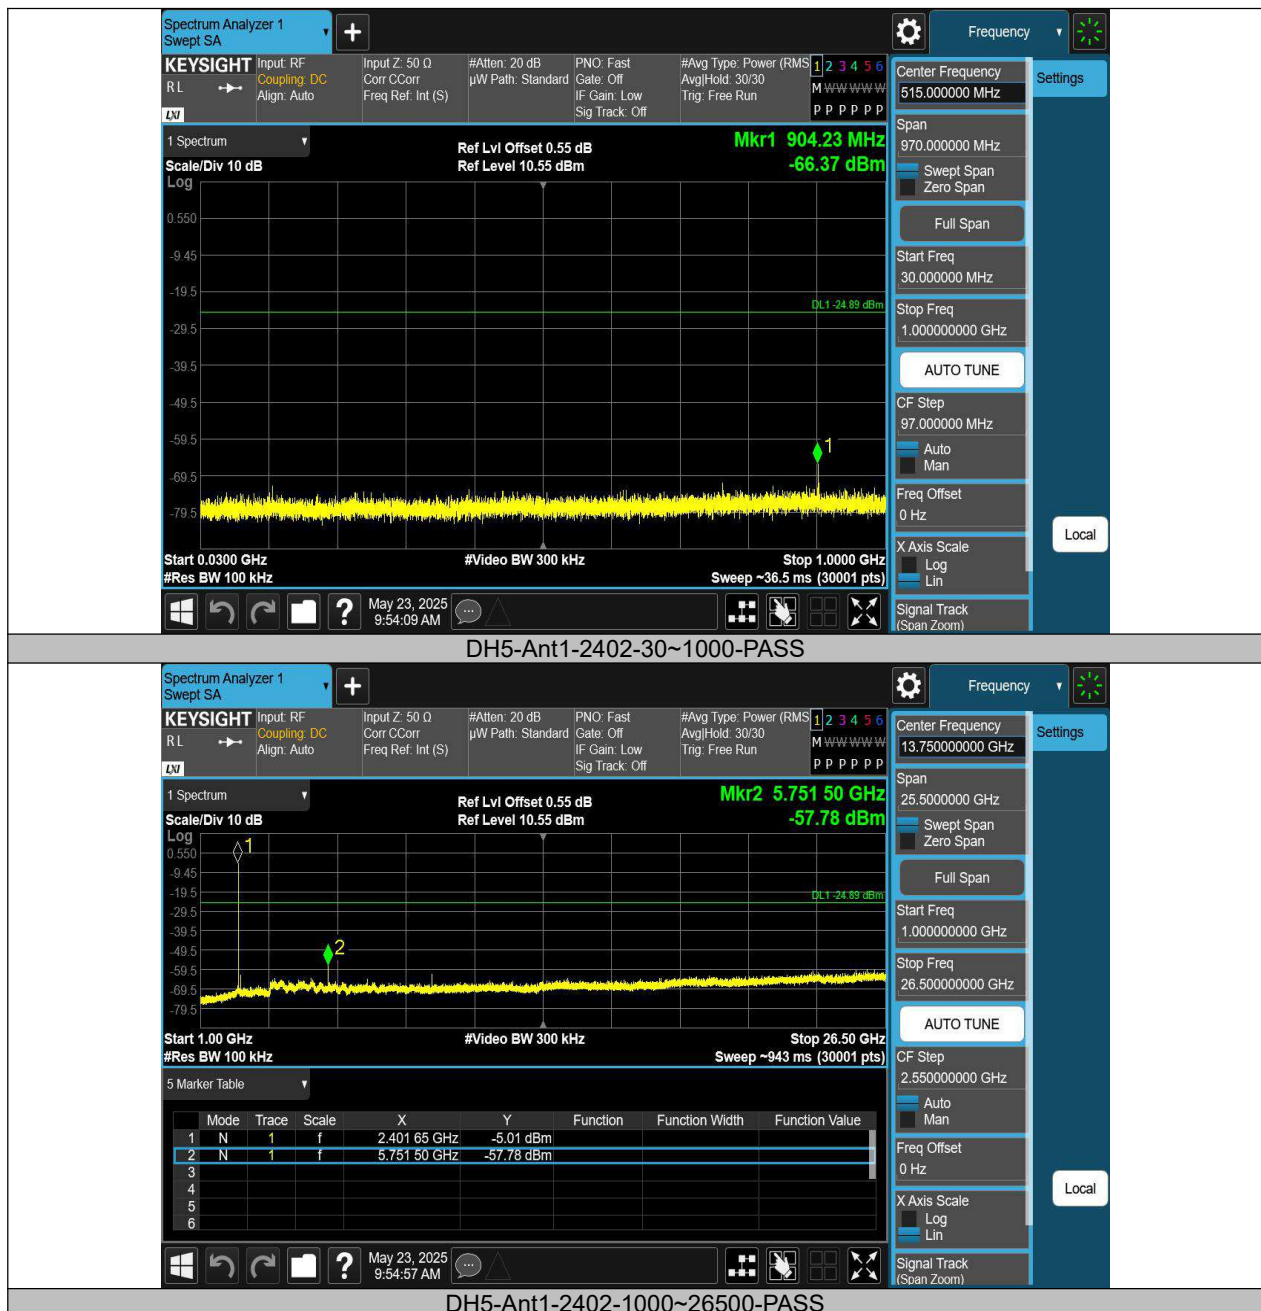 Spectrum Analyzer 1
Swept SA
Frequency
KEYSIGHT
R L
LXI
Input: RF
Coupling: DC
Align: Auto
Input Z: 50 Ω
Corr CCorr
Freq Ref: Int (S)
#Atten: 20 dB
µW Path: Standard
PNO: Fast
Gate: Off
IF Gain: Low
Sig Track: Off
#Avg Type: Power (RMS
Avg|Hold: 30/30
Trig: Free Run
1 2 3 4 5 6
M W W W W W
P P P P P P
1 Spectrum
Scale/Div 10 dB
Ref Lvl Offset 0.55 dB
Ref Level 10.55 dBm
Mkr1 904.23 MHz
-66.37 dBm
Log
0.550
-9.45
-19.5
-29.5
-39.5
-49.5
-59.5
-69.5
-79.5
DL1 -24.89 dBm
1
Start 0.0300 GHz
#Res BW 100 kHz
#Video BW 300 kHz
Stop 1.0000 GHz
Sweep ~36.5 ms (30001 pts)
May 23, 2025
9:54:09 AM
Center Frequency
515.000000 MHz
Span
970.000000 MHz
Swept Span
Zero Span
Full Span
Start Freq
30.000000 MHz
Stop Freq
1.000000000 GHz
AUTO TUNE
CF Step
97.000000 MHz
Auto
Man
Freq Offset
0 Hz
X Axis Scale
Log
Lin
Signal Track
(Span Zoom)
Settings
Local
DH5-Ant1-2402-30~1000-PASS
Spectrum Analyzer 1
Swept SA
Frequency
KEYSIGHT
R L
LXI
Input: RF
Coupling: DC
Align: Auto
Input Z: 50 Ω
Corr CCorr
Freq Ref: Int (S)
#Atten: 20 dB
µW Path: Standard
PNO: Fast
Gate: Off
IF Gain: Low
Sig Track: Off
#Avg Type: Power (RMS
Avg|Hold: 30/30
Trig: Free Run
1 2 3 4 5 6
M W W W W W
P P P P P P
1 Spectrum
Scale/Div 10 dB
Ref Lvl Offset 0.55 dB
Ref Level 10.55 dBm
Mkr2 5.751 50 GHz
-57.78 dBm
Log
0.550
-9.45
-19.5
-29.5
-39.5
-49.5
-59.5
-69.5
-79.5
1
2
DL1 -24.89 dBm
Start 1.00 GHz
#Res BW 100 kHz
#Video BW 300 kHz
Stop 26.50 GHz
Sweep ~943 ms (30001 pts)
5 Marker Table
Mode Trace Scale X Y Function Function Width Function Value
1 N 1 f 2.401 65 GHz -5.01 dBm
2 N 1 f 5.751 50 GHz -57.78 dBm
3
4
5
6
May 23, 2025
9:54:57 AM
Center Frequency
13.750000000 GHz
Span
25.5000000 GHz
Swept Span
Zero Span
Full Span
Start Freq
1.000000000 GHz
Stop Freq
26.500000000 GHz
AUTO TUNE
CF Step
2.550000000 GHz
Auto
Man
Freq Offset
0 Hz
X Axis Scale
Log
Lin
Signal Track
(Span Zoom)
Settings
Local
DH5-Ant1-2402-1000~26500-PASS